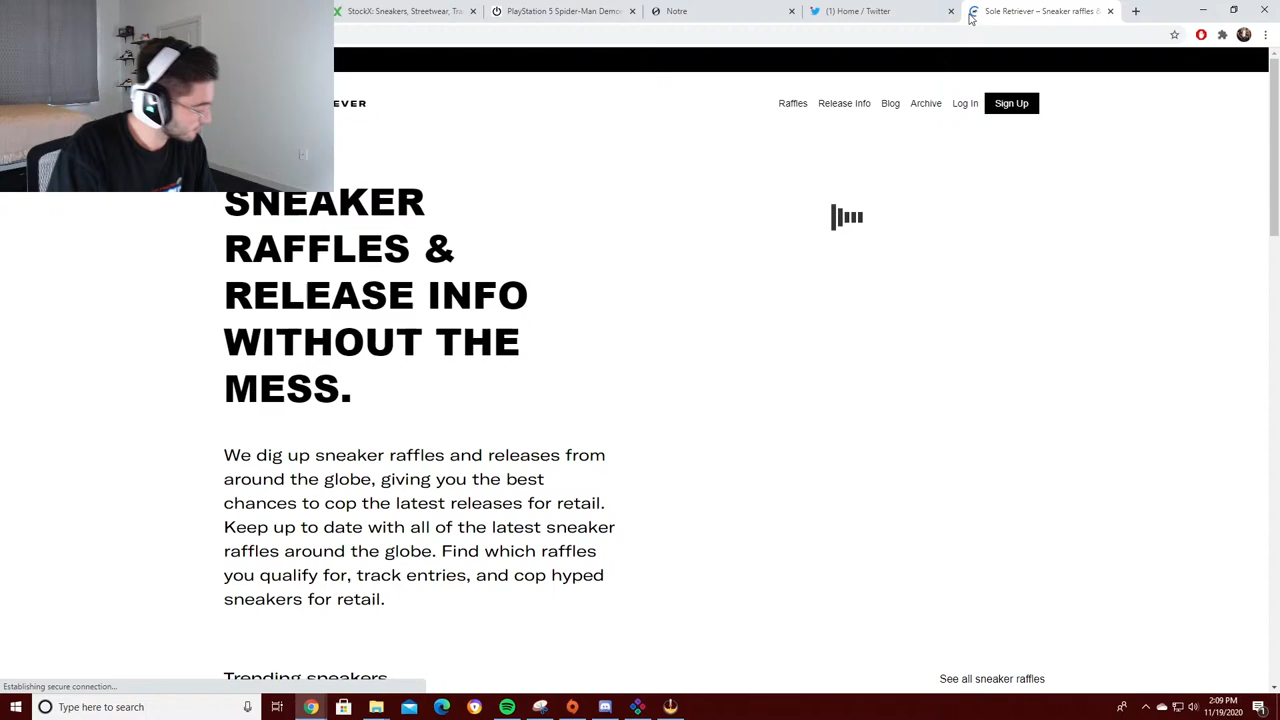 StockX: Sneakers, Streetwear, Tra
PlayStation 5 Spider-Man Demo
Notre
(1) Home / Twitter
Sole Retriever – Sneaker raffles &
EVER
Raffles
Release Info
Blog
Archive
Log In
Sign Up
SNEAKER
RAFFLES &
RELEASE INFO
WITHOUT THE
MESS.
We dig up sneaker raffles and releases from
around the globe, giving you the best
chances to cop the latest releases for retail.
Keep up to date with all of the latest sneaker
raffles around the globe. Find which raffles
you qualify for, track entries, and cop hyped
sneakers for retail.
Trending sneakers
See all sneaker raffles
Establishing secure connection...
Type here to search
2:09 PM
11/19/2020